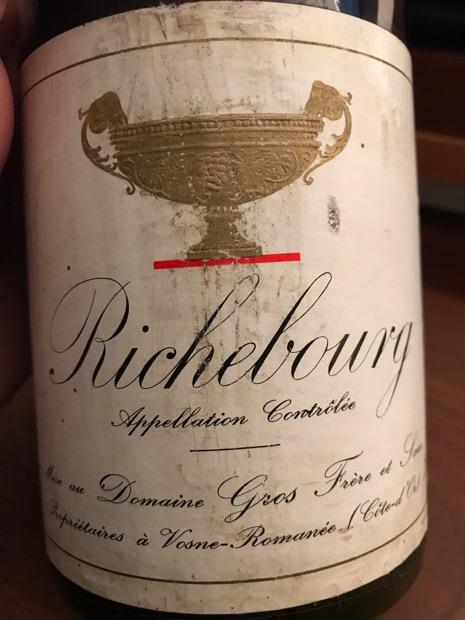 Richebourg
Appellation Contrôlée
Mise au Domaine Gros Frère et Sœur
Propriétaires à Vosne-Romanée (Côte-d'Or)